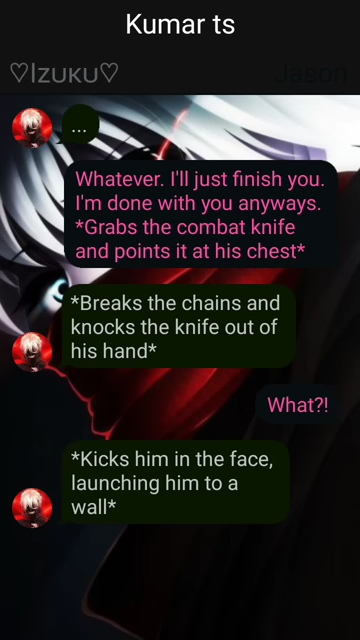 Kumar ts
♡Izuku♡
Jason
...
Whatever. I'll just finish you.
I'm done with you anyways.
*Grabs the combat knife
and points it at his chest*
*Breaks the chains and
knocks the knife out of
his hand*
What?!
*Kicks him in the face,
launching him to a
wall*